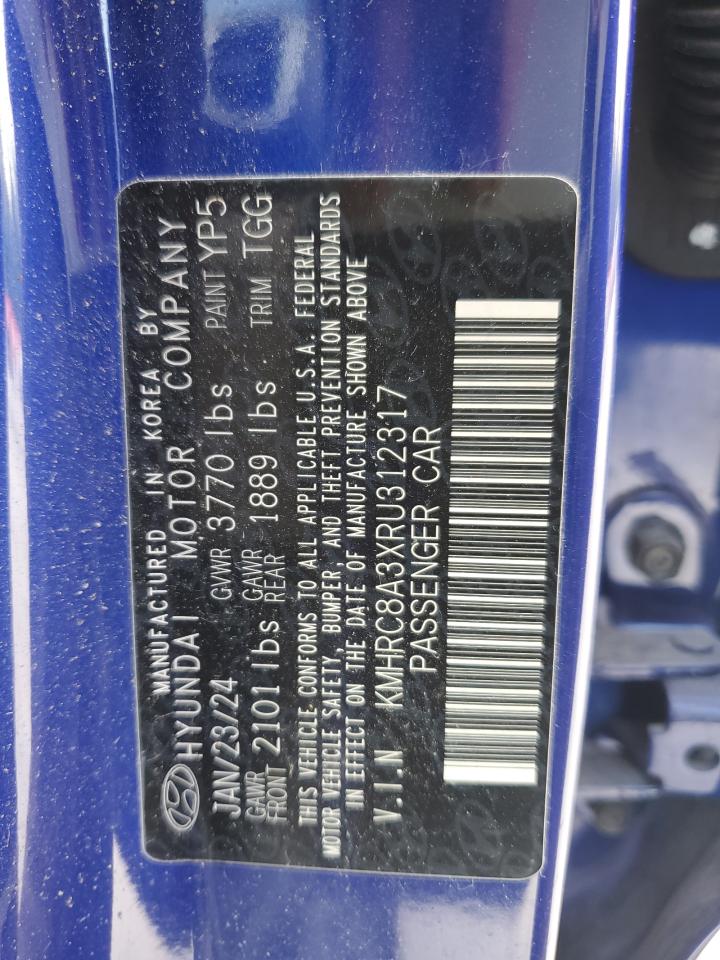 MANUFACTURED IN KOREA BY
HYUNDAI MOTOR COMPANY
JAN/23/24 GVWR 3770 lbs PAINT YP5
GAWR FRONT 2101 lbs GAWR REAR 1889 lbs TRIM TGG
THIS VEHICLE CONFORMS TO ALL APPLICABLE U.S.A. FEDERAL
MOTOR VEHICLE SAFETY, BUMPER, AND THEFT PREVENTION STANDARDS
IN EFFECT ON THE DATE OF MANUFACTURE SHOWN ABOVE
V.I.N KMHRC8A3XRU312317
PASSENGER CAR